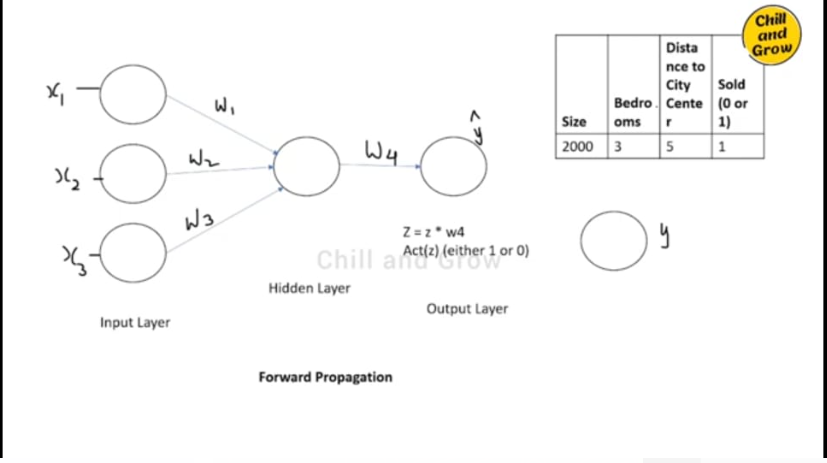 Chill
and
Grow
Dista
nce to
City
Cente
r
Size
Bedro
oms
Sold
(0 or
1)
2000 3 5 1
x₁
W₁
x₂
W₂
x₃
W₃
W₄
ŷ
y
Z = z * w4
Act(z) (either 1 or 0)
Chill and Grow
Hidden Layer
Output Layer
Input Layer
Forward Propagation